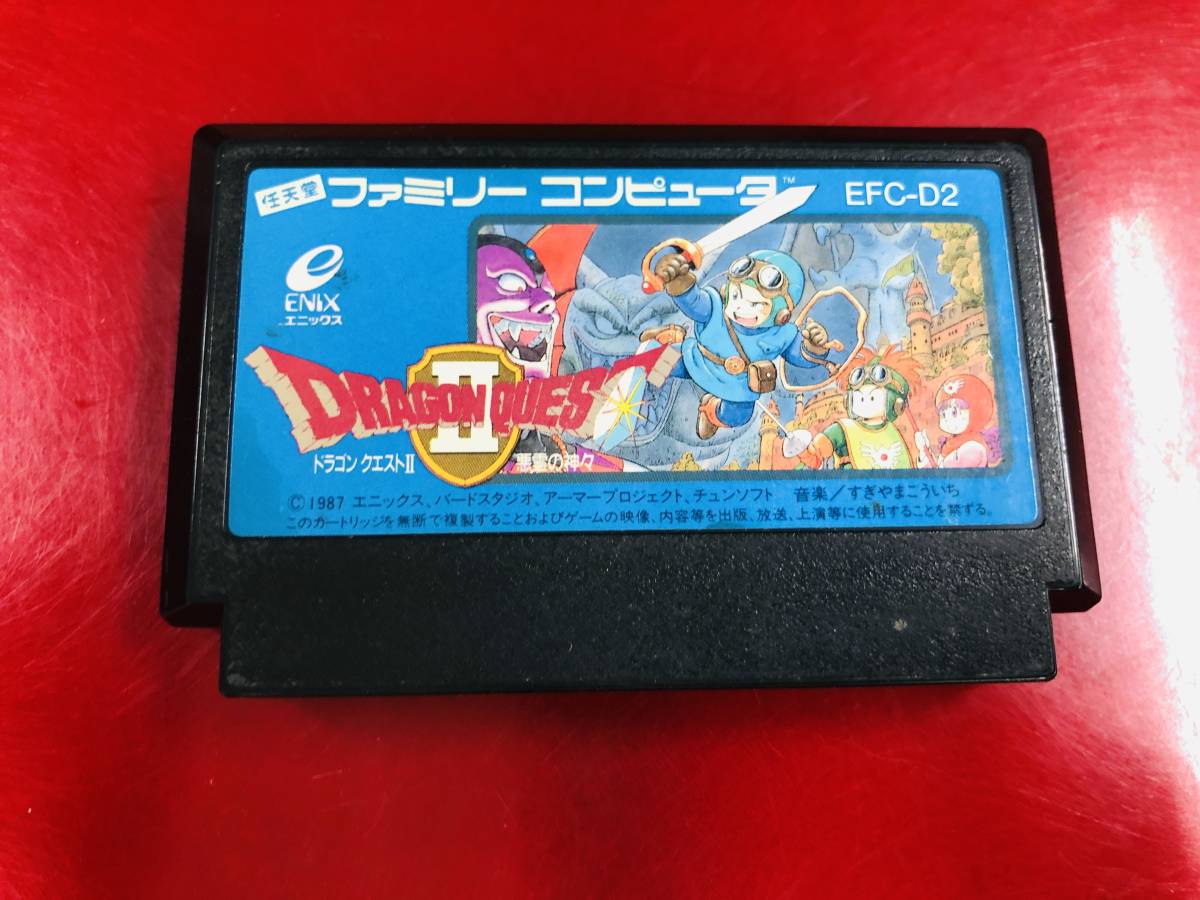 任天堂 ファミリー コンピュータ™ EFC-D2
ENIX
エニックス
DRAGON QUEST
II
ドラゴン クエストII 悪霊の神々
©1987 エニックス、バードスタジオ、アーマープロジェクト、チュンソフト 音楽/すぎやまこういち
このカートリッジを無断で複製することおよびゲームの映像、内容等を出版、放送、上演等に使用することを禁ずる。